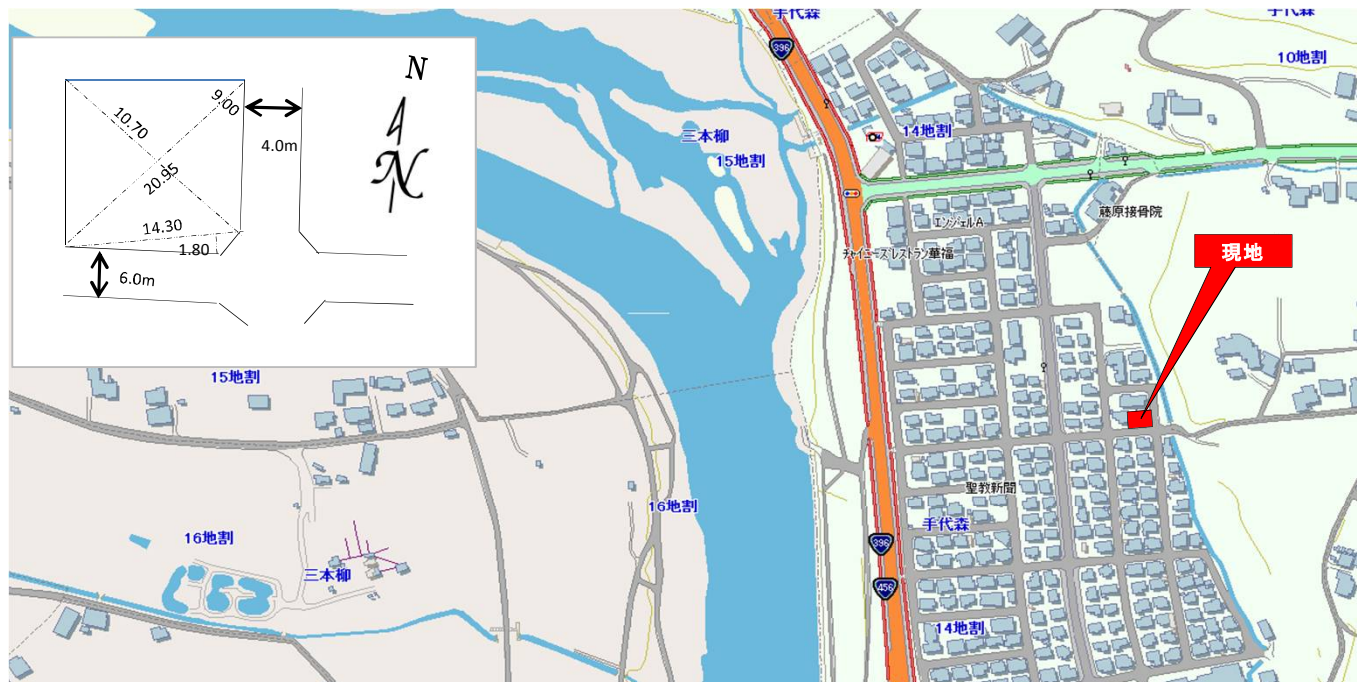 N
N
9.00
10.70
4.0m
20.95
14.30
1.80
6.0m
手代森
手代森
396
10地割
三本柳
14地割
15地割
エンジェルA
藤原接骨院
チャイニーズレストラン華福
現地
15地割
聖教新聞
16地割
手代森
16地割
396
三本柳
456
14地割